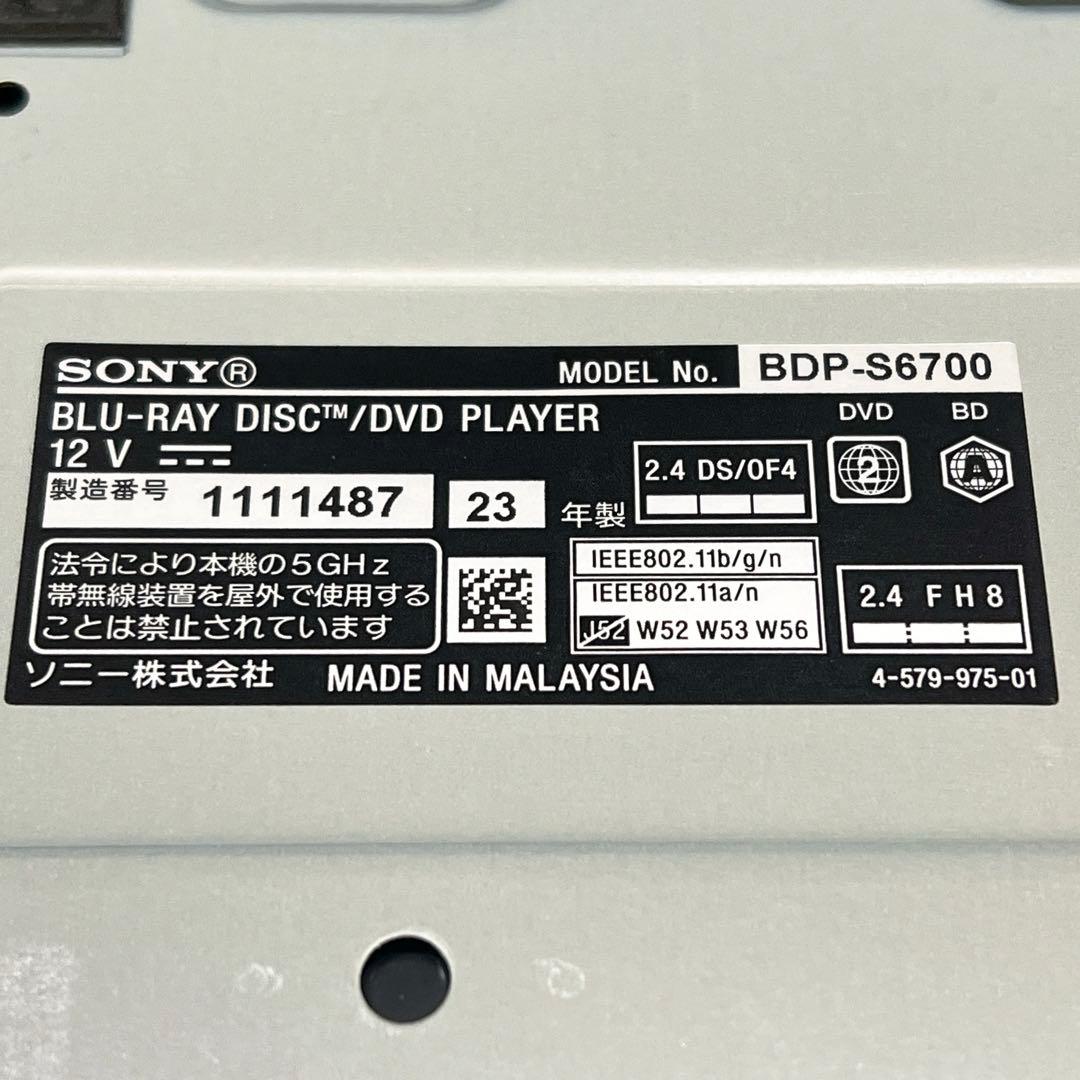 SONY®
MODEL No. BDP-S6700
BLU-RAY DISC™/DVD PLAYER
DVD BD
12 V
2 A
製造番号 1111487 23 年製
2.4 DS/OF4
法令により本機の5GHz
帯無線装置を屋外で使用する
ことは禁止されています
IEEE802.11b/g/n
IEEE802.11a/n
J52 W52 W53 W56
2.4 FH8
ソニー株式会社 MADE IN MALAYSIA 4-579-975-01